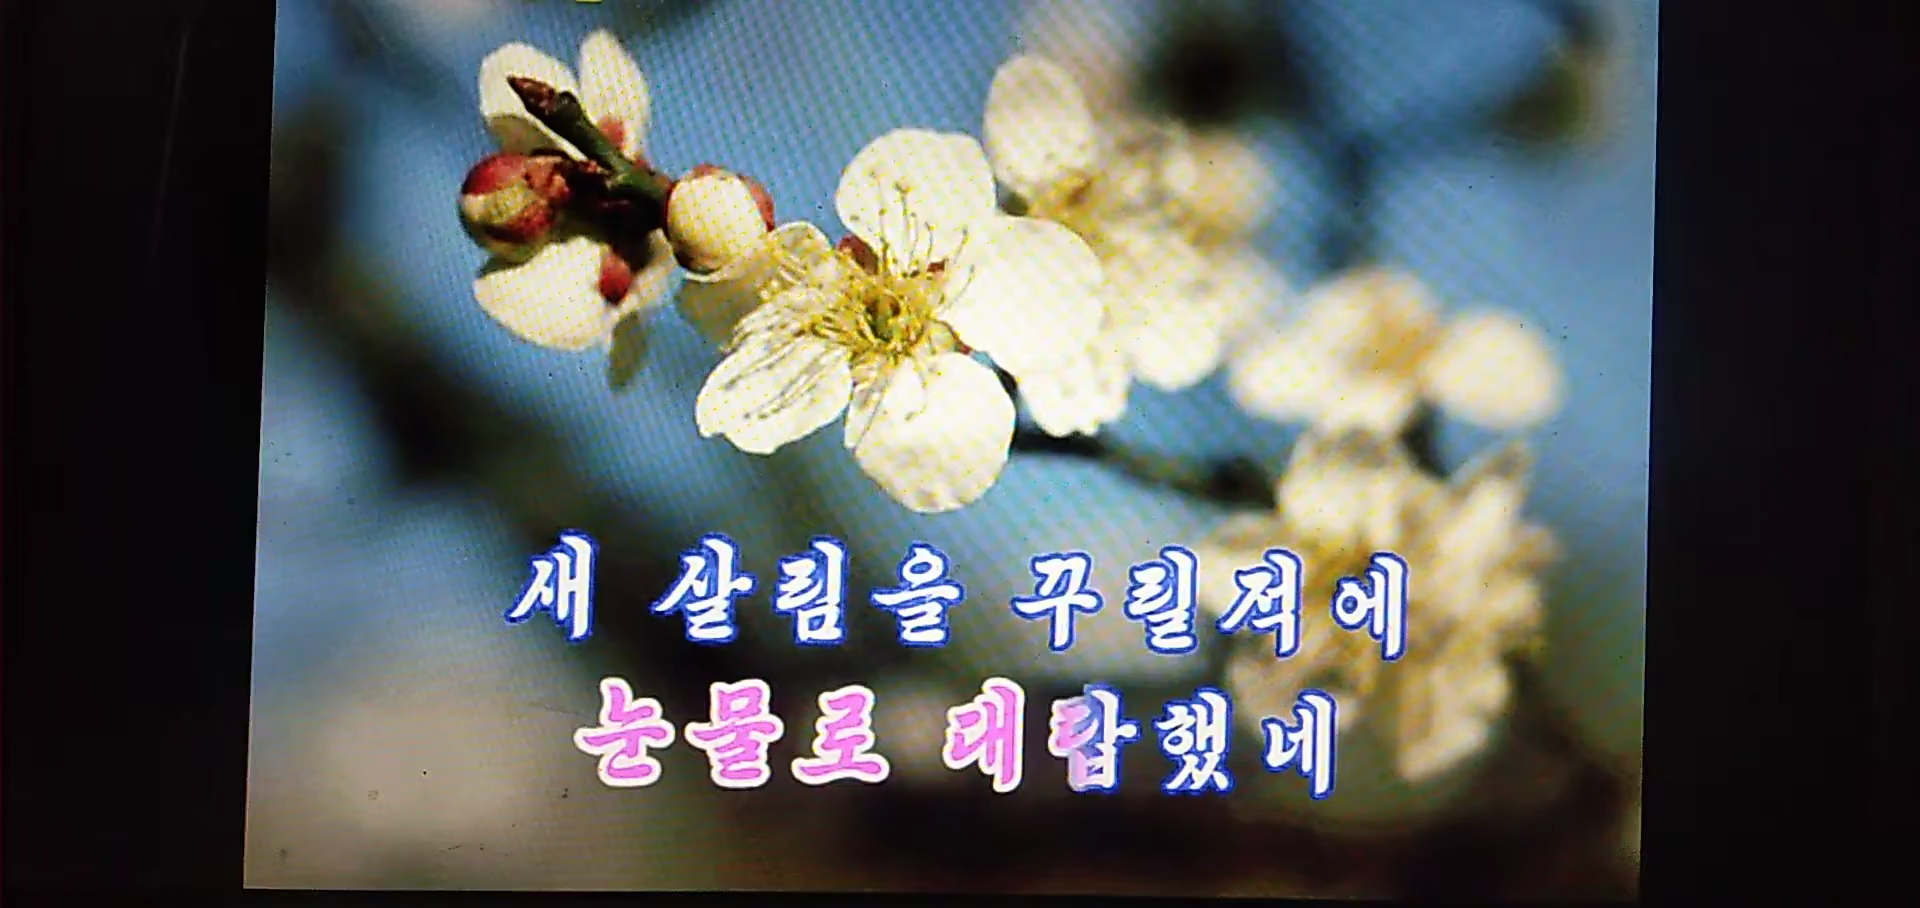 새 살림을 꾸릴적에
눈물로 대답했네